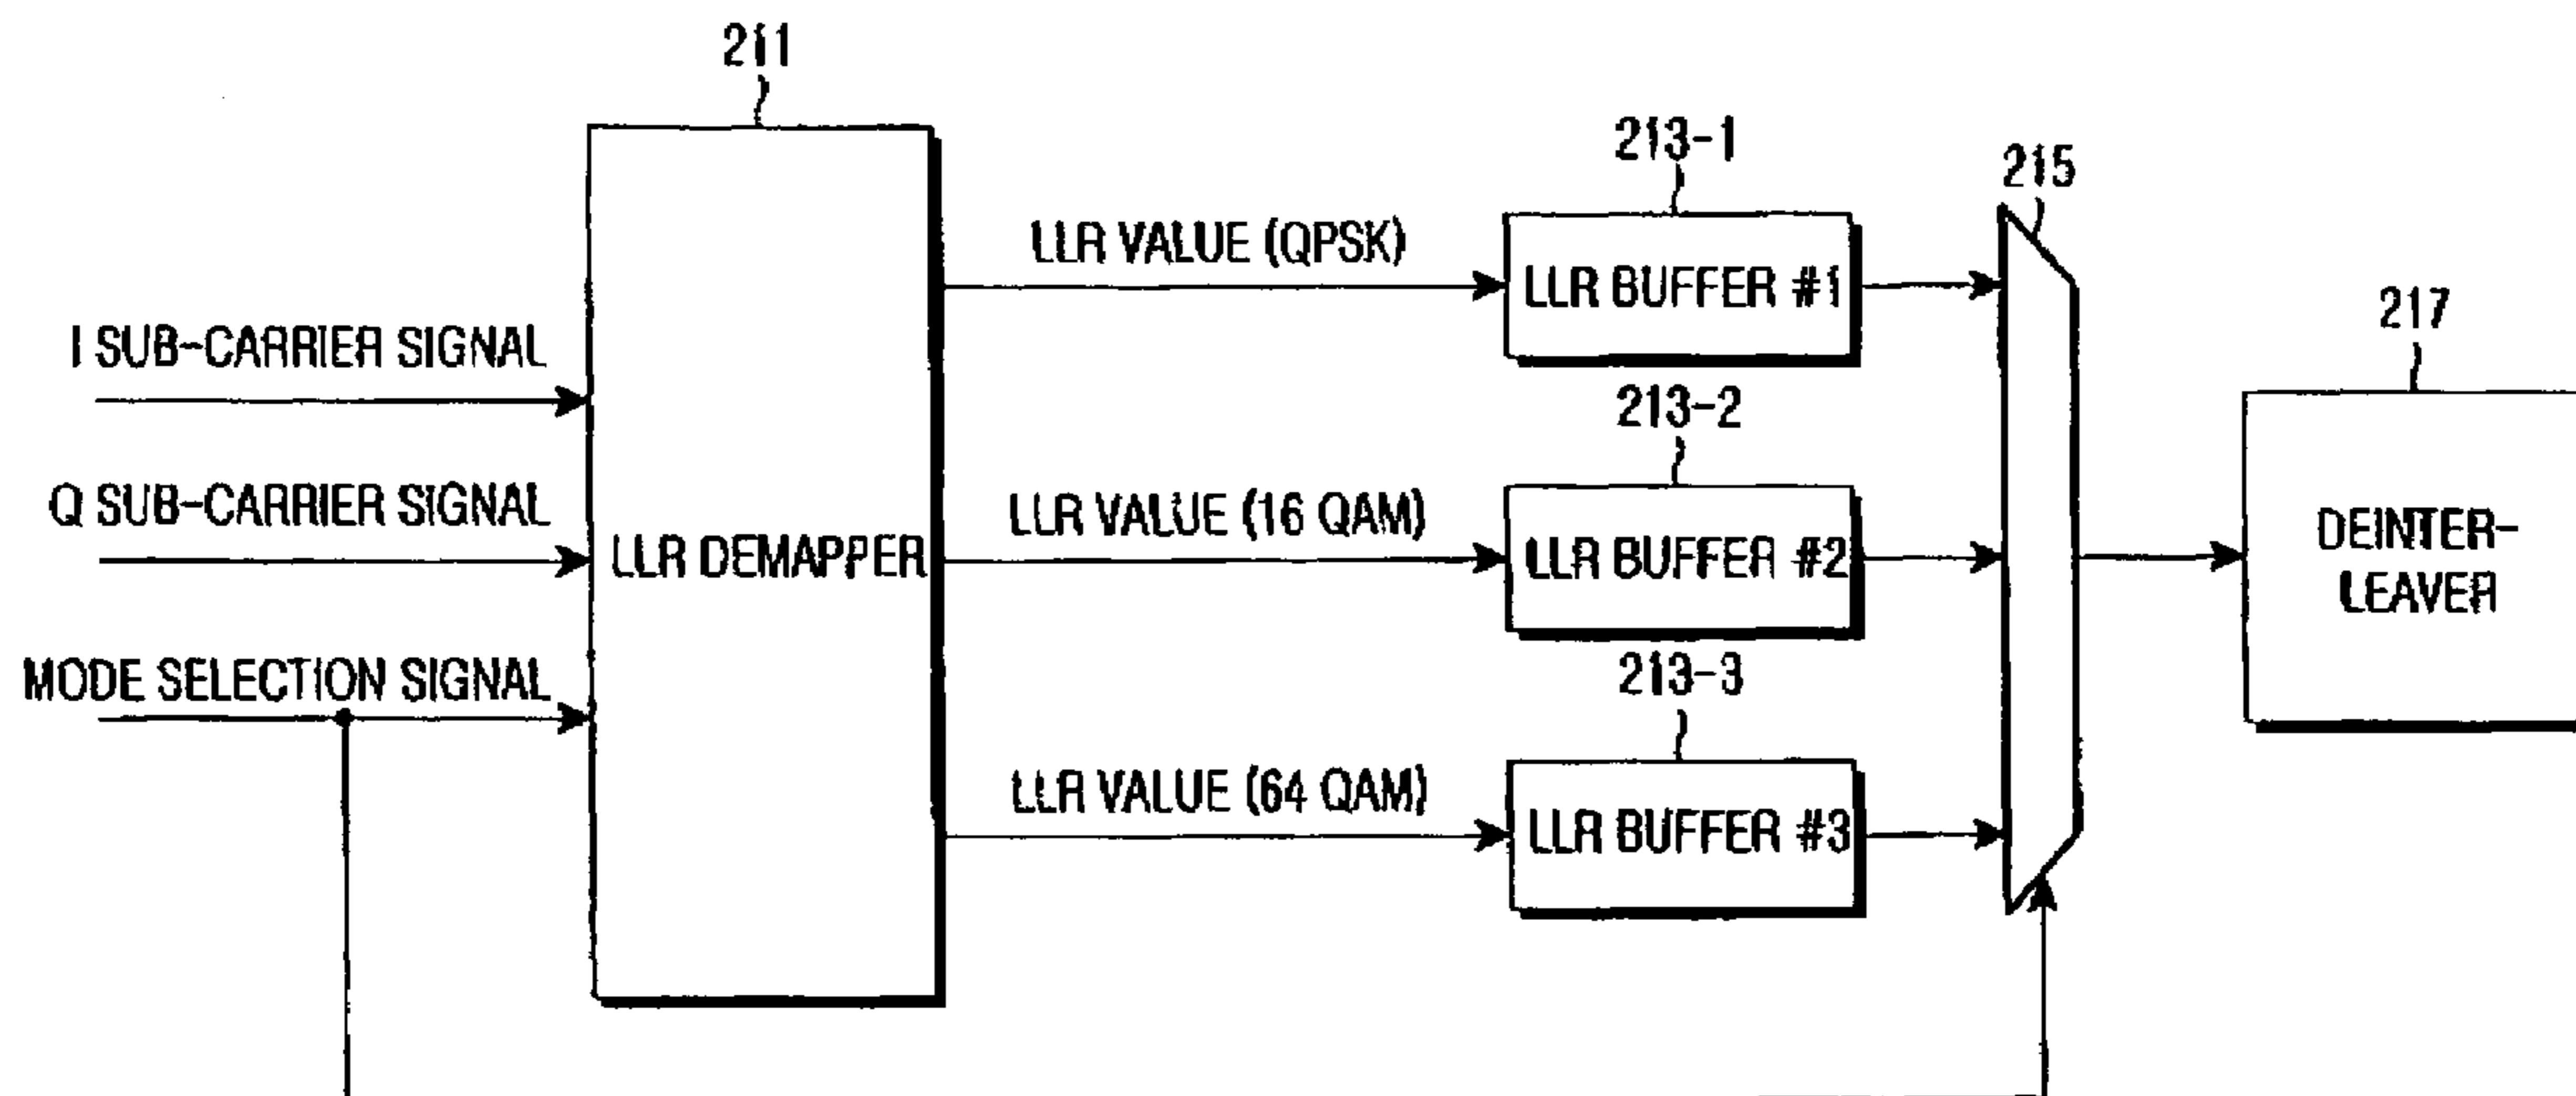 211
213-1
215
LLR VALUE (QPSK)
LLR BUFFER #1
217
I SUB-CARRIER SIGNAL
213-2
Q SUB-CARRIER SIGNAL
LLR VALUE (16 QAM)
LLR DEMAPPER
LLR BUFFER #2
DEINTER-
LEAVER
MODE SELECTION SIGNAL
213-3
LLR VALUE (64 QAM)
LLR BUFFER #3